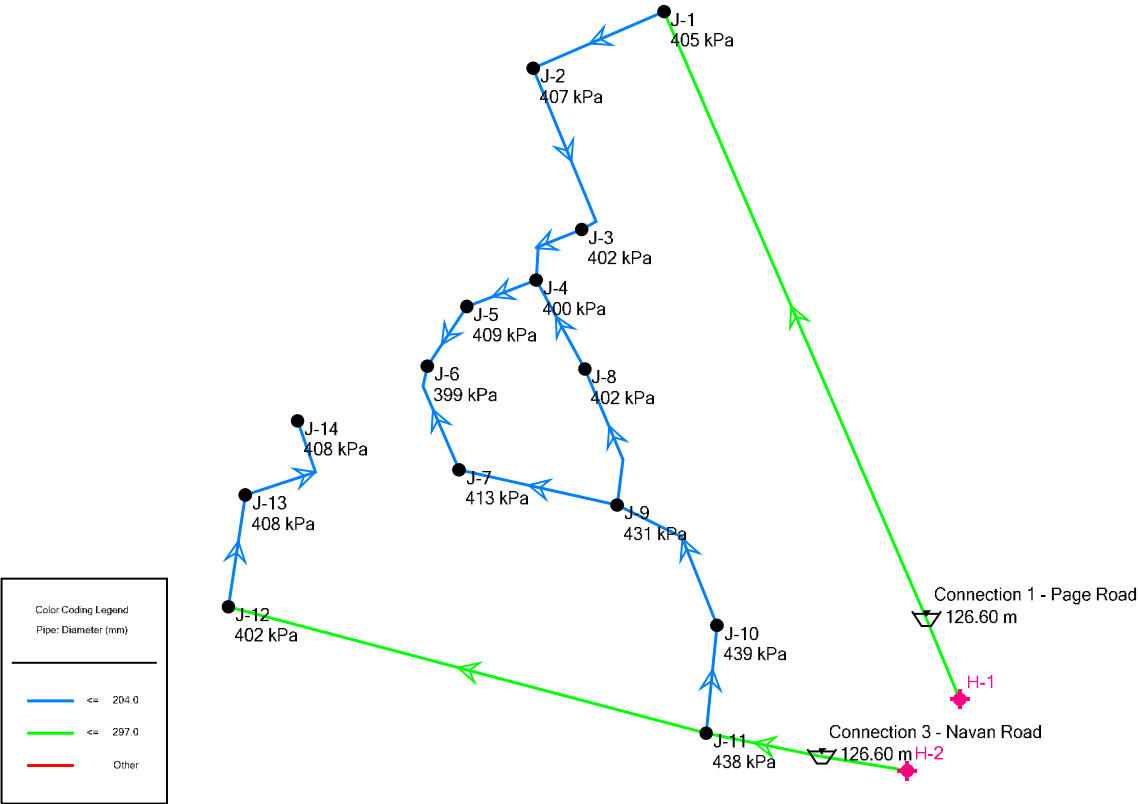 J-1
405 kPa
J-2
407 kPa
J-3
402 kPa
J-4
400 kPa
J-5
409 kPa
J-6
399 kPa
J-8
402 kPa
J-14
408 kPa
J-7
413 kPa
J-13
408 kPa
J-9
431 kPa
Connection 1 - Page Road
126.60 m
J-12
402 kPa
J-10
439 kPa
H-1
Connection 3 - Navan Road
126.60 m
H-2
J-11
438 kPa
Color Coding Legend
Pipe: Diameter (mm)
<= 204.0
<= 297.0
Other